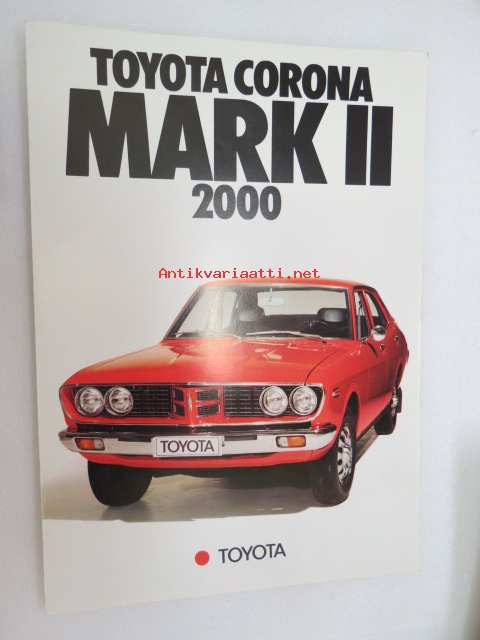 TOYOTA CORONA
MARK II
2000
Antikvariaatti.net
TOYOTA
TOYOTA